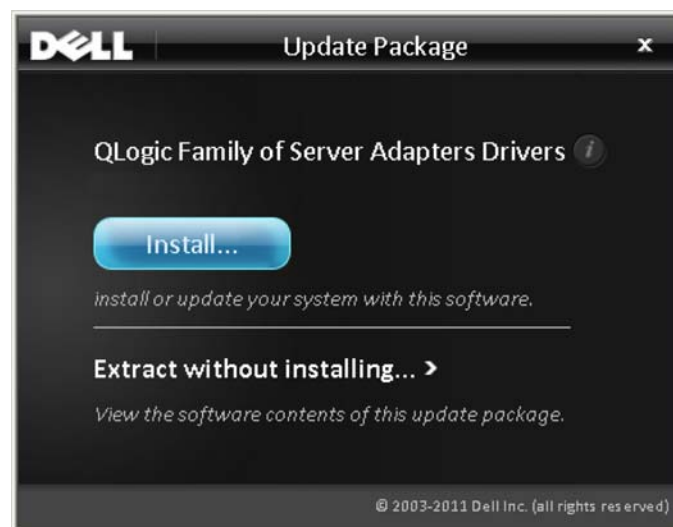 DELL
Update Package
x
QLogic Family of Server Adapters Drivers i
Install...
install or update your system with this software.
Extract without installing... >
View the software contents of this update package.
© 2003-2011 Dell Inc. (all rights reserved)